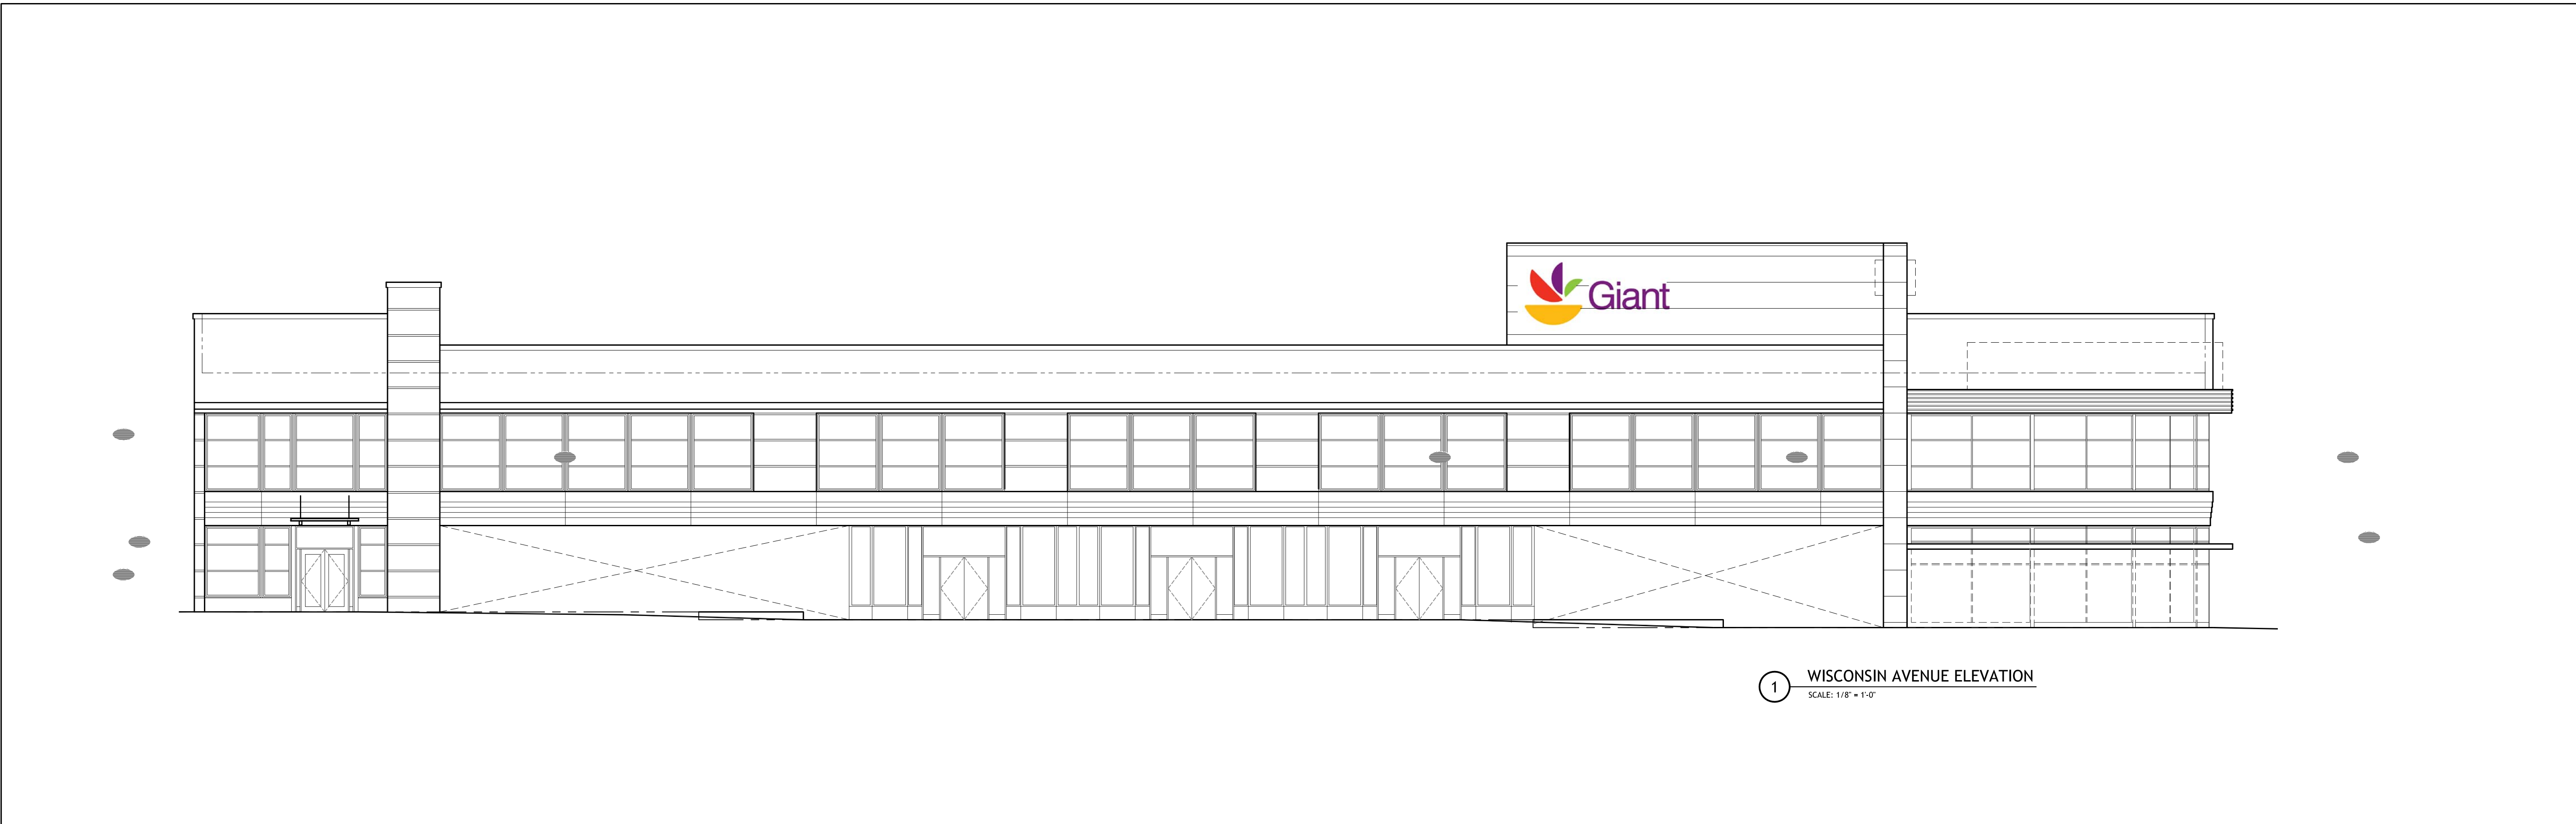 Giant
1
WISCONSIN AVENUE ELEVATION
SCALE: 1/8" = 1'-0"